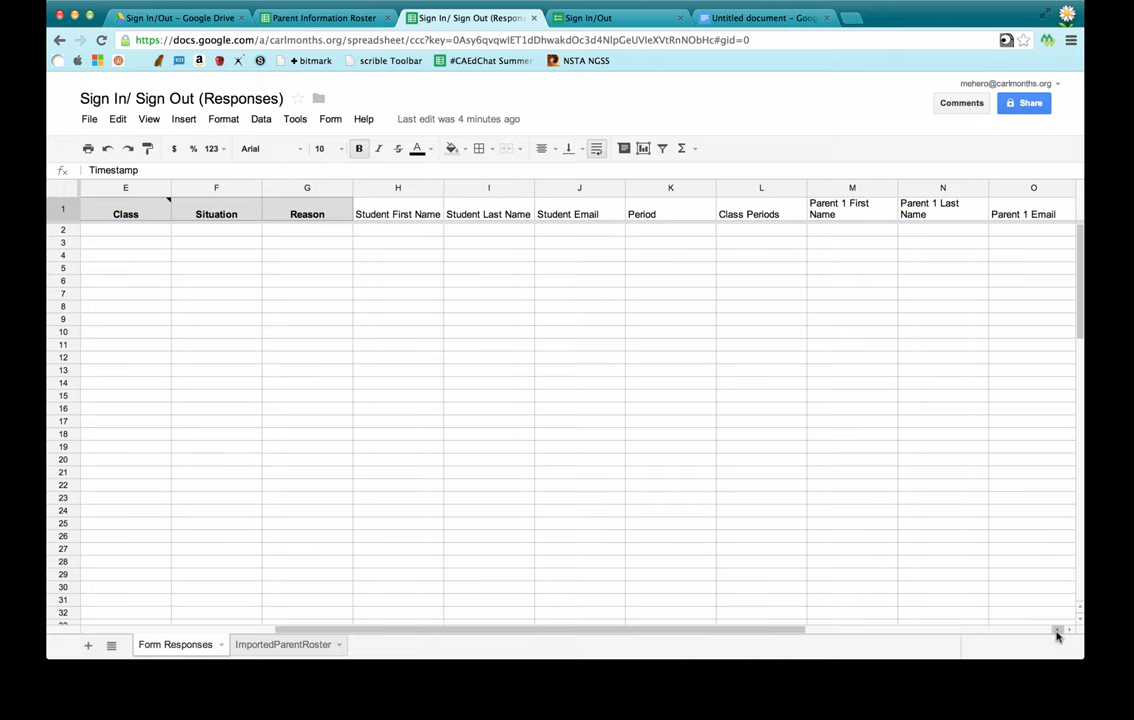 Sign In/Out – Google Drive
Parent Information Roster
Sign In/ Sign Out (Respons
Sign In/Out
Untitled document – Goog
https://docs.google.com/a/carlmonths.org/spreadsheet/ccc?key=0Asy6qvqwIET1dDhwakdOc3d4NlpGeUVIeXVtRnNObHc#gid=0
bitmark
scrible Toolbar
#CAEdChat Summer
NSTA NGSS
mehero@carlmonths.org
Sign In/ Sign Out (Responses)
Comments
Share
File Edit View Insert Format Data Tools Form Help Last edit was 4 minutes ago
$ % 123 Arial 10 B I S A Σ
fx Timestamp
E F G H I J K L M N O
1 Class Situation Reason Student First Name Student Last Name Student Email Period Class Periods Parent 1 First Name Parent 1 Last Name Parent 1 Email
2
3
4
5
6
7
8
9
10
11
12
13
14
15
16
17
18
19
20
21
22
23
24
25
26
27
28
29
30
31
32
Form Responses
ImportedParentRoster